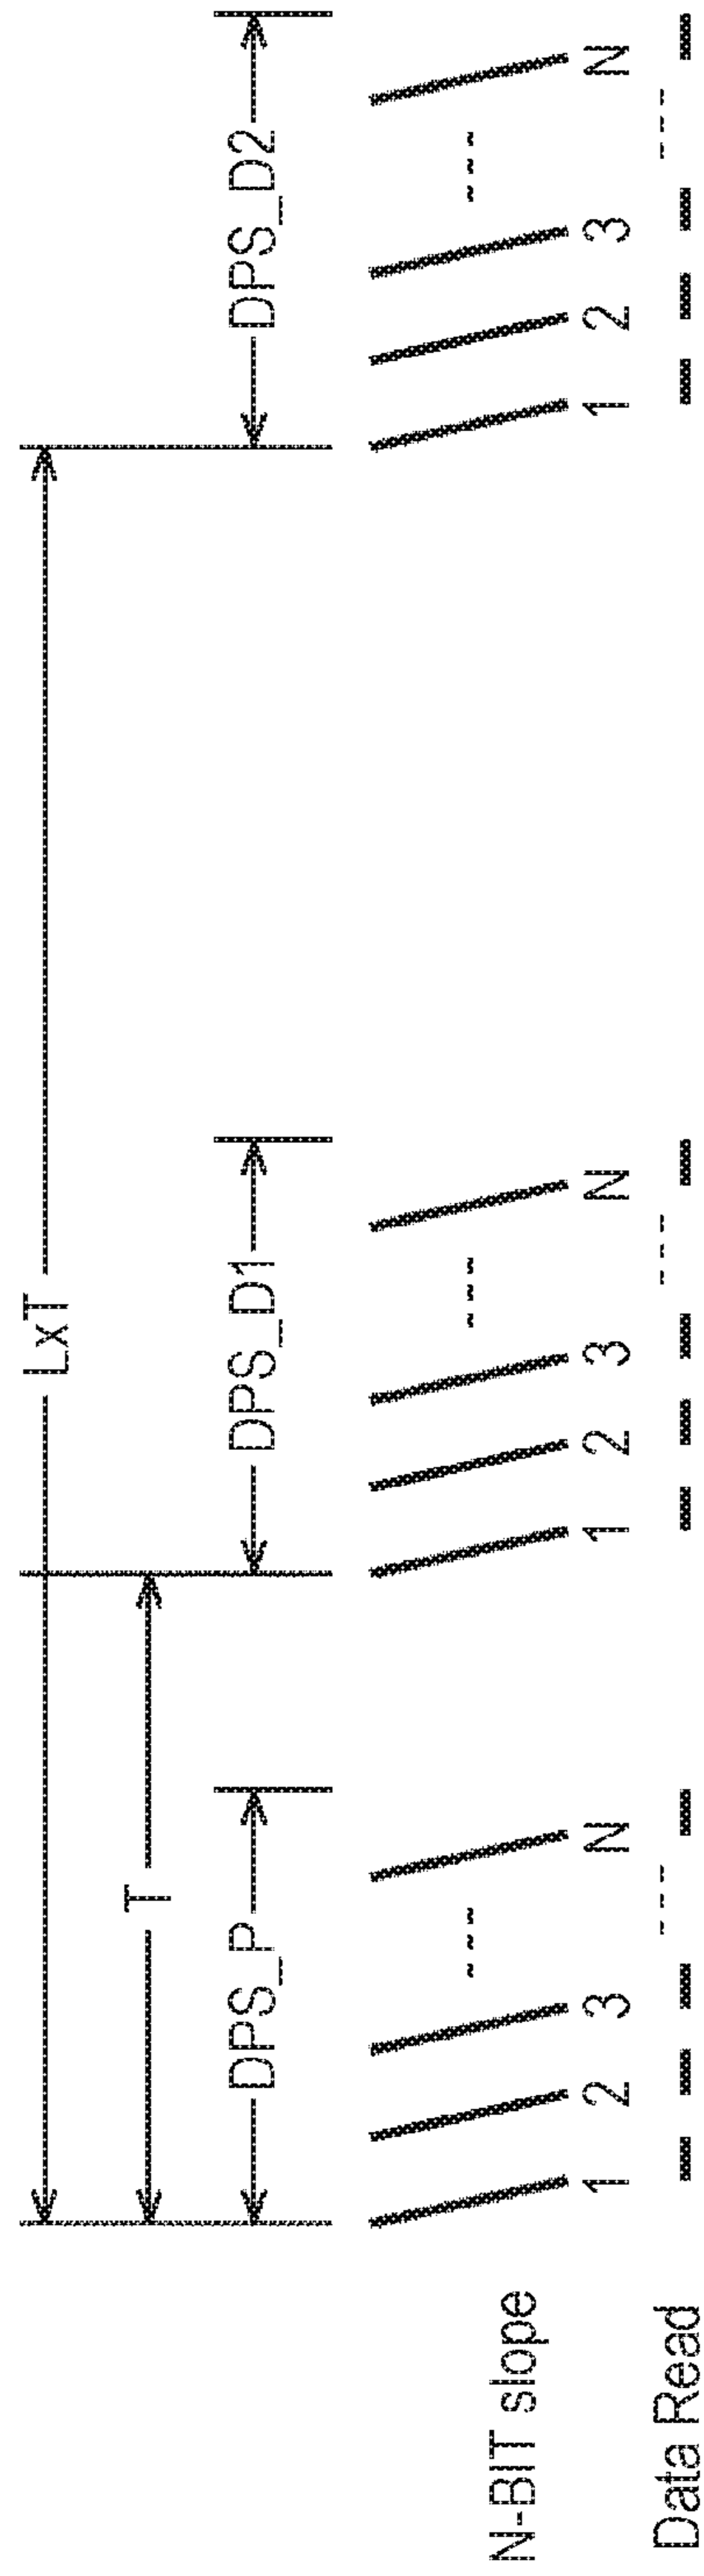 LxT
T
DPS_P DPS_D1 DPS_D2
N-BIT slope 1 2 3 N 1 2 3 N 1 2 3 N
Data Read